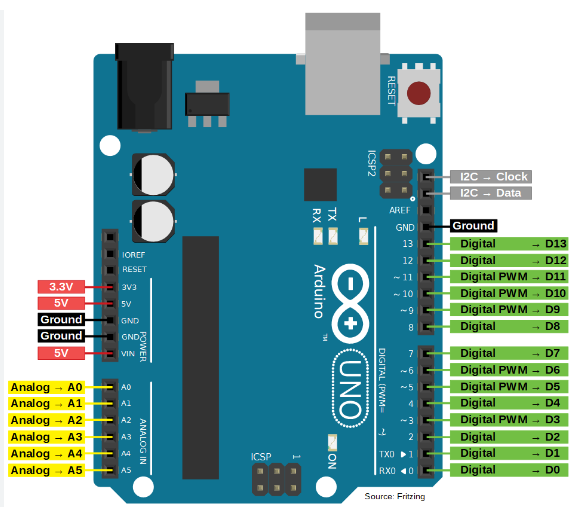 RESET
ICSP2
I2C → Clock
I2C → Data
AREF
GND
Ground
RX
TX
L
13
Digital → D13
12
Digital → D12
~ 11
Digital PWM → D11
~ 10
Digital PWM → D10
~ 9
Digital PWM → D9
8
Digital → D8
7
Digital → D7
~ 6
Digital PWM → D6
~ 5
Digital PWM → D5
4
Digital → D4
~ 3
Digital PWM → D3
2
Digital → D2
TX0 ► 1
Digital → D1
RX0 ◄ 0
Digital → D0
DIGITAL (PWM= ~)
IOREF
RESET
3.3V
3V3
5V
5V
Ground
GND
Ground
GND
5V
VIN
POWER
Analog → A0
A0
Analog → A1
A1
Analog → A2
A2
Analog → A3
A3
Analog → A4
A4
Analog → A5
A5
ANALOG IN
Arduino
™
UNO
ON
ICSP
1
Source: Fritzing